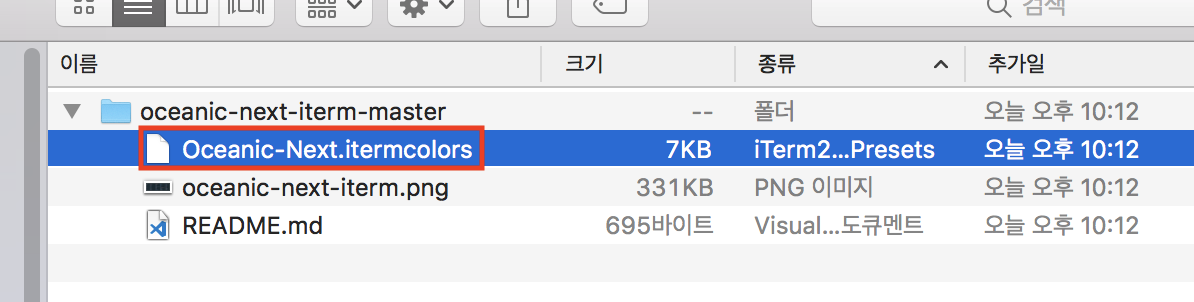 검색
이름 크기 종류 추가일
oceanic-next-iterm-master -- 폴더 오늘 오후 10:12
Oceanic-Next.itermcolors 7KB iTerm2...Presets 오늘 오후 10:12
oceanic-next-iterm.png 331KB PNG 이미지 오늘 오후 10:12
README.md 695바이트 Visual...도큐멘트 오늘 오후 10:12